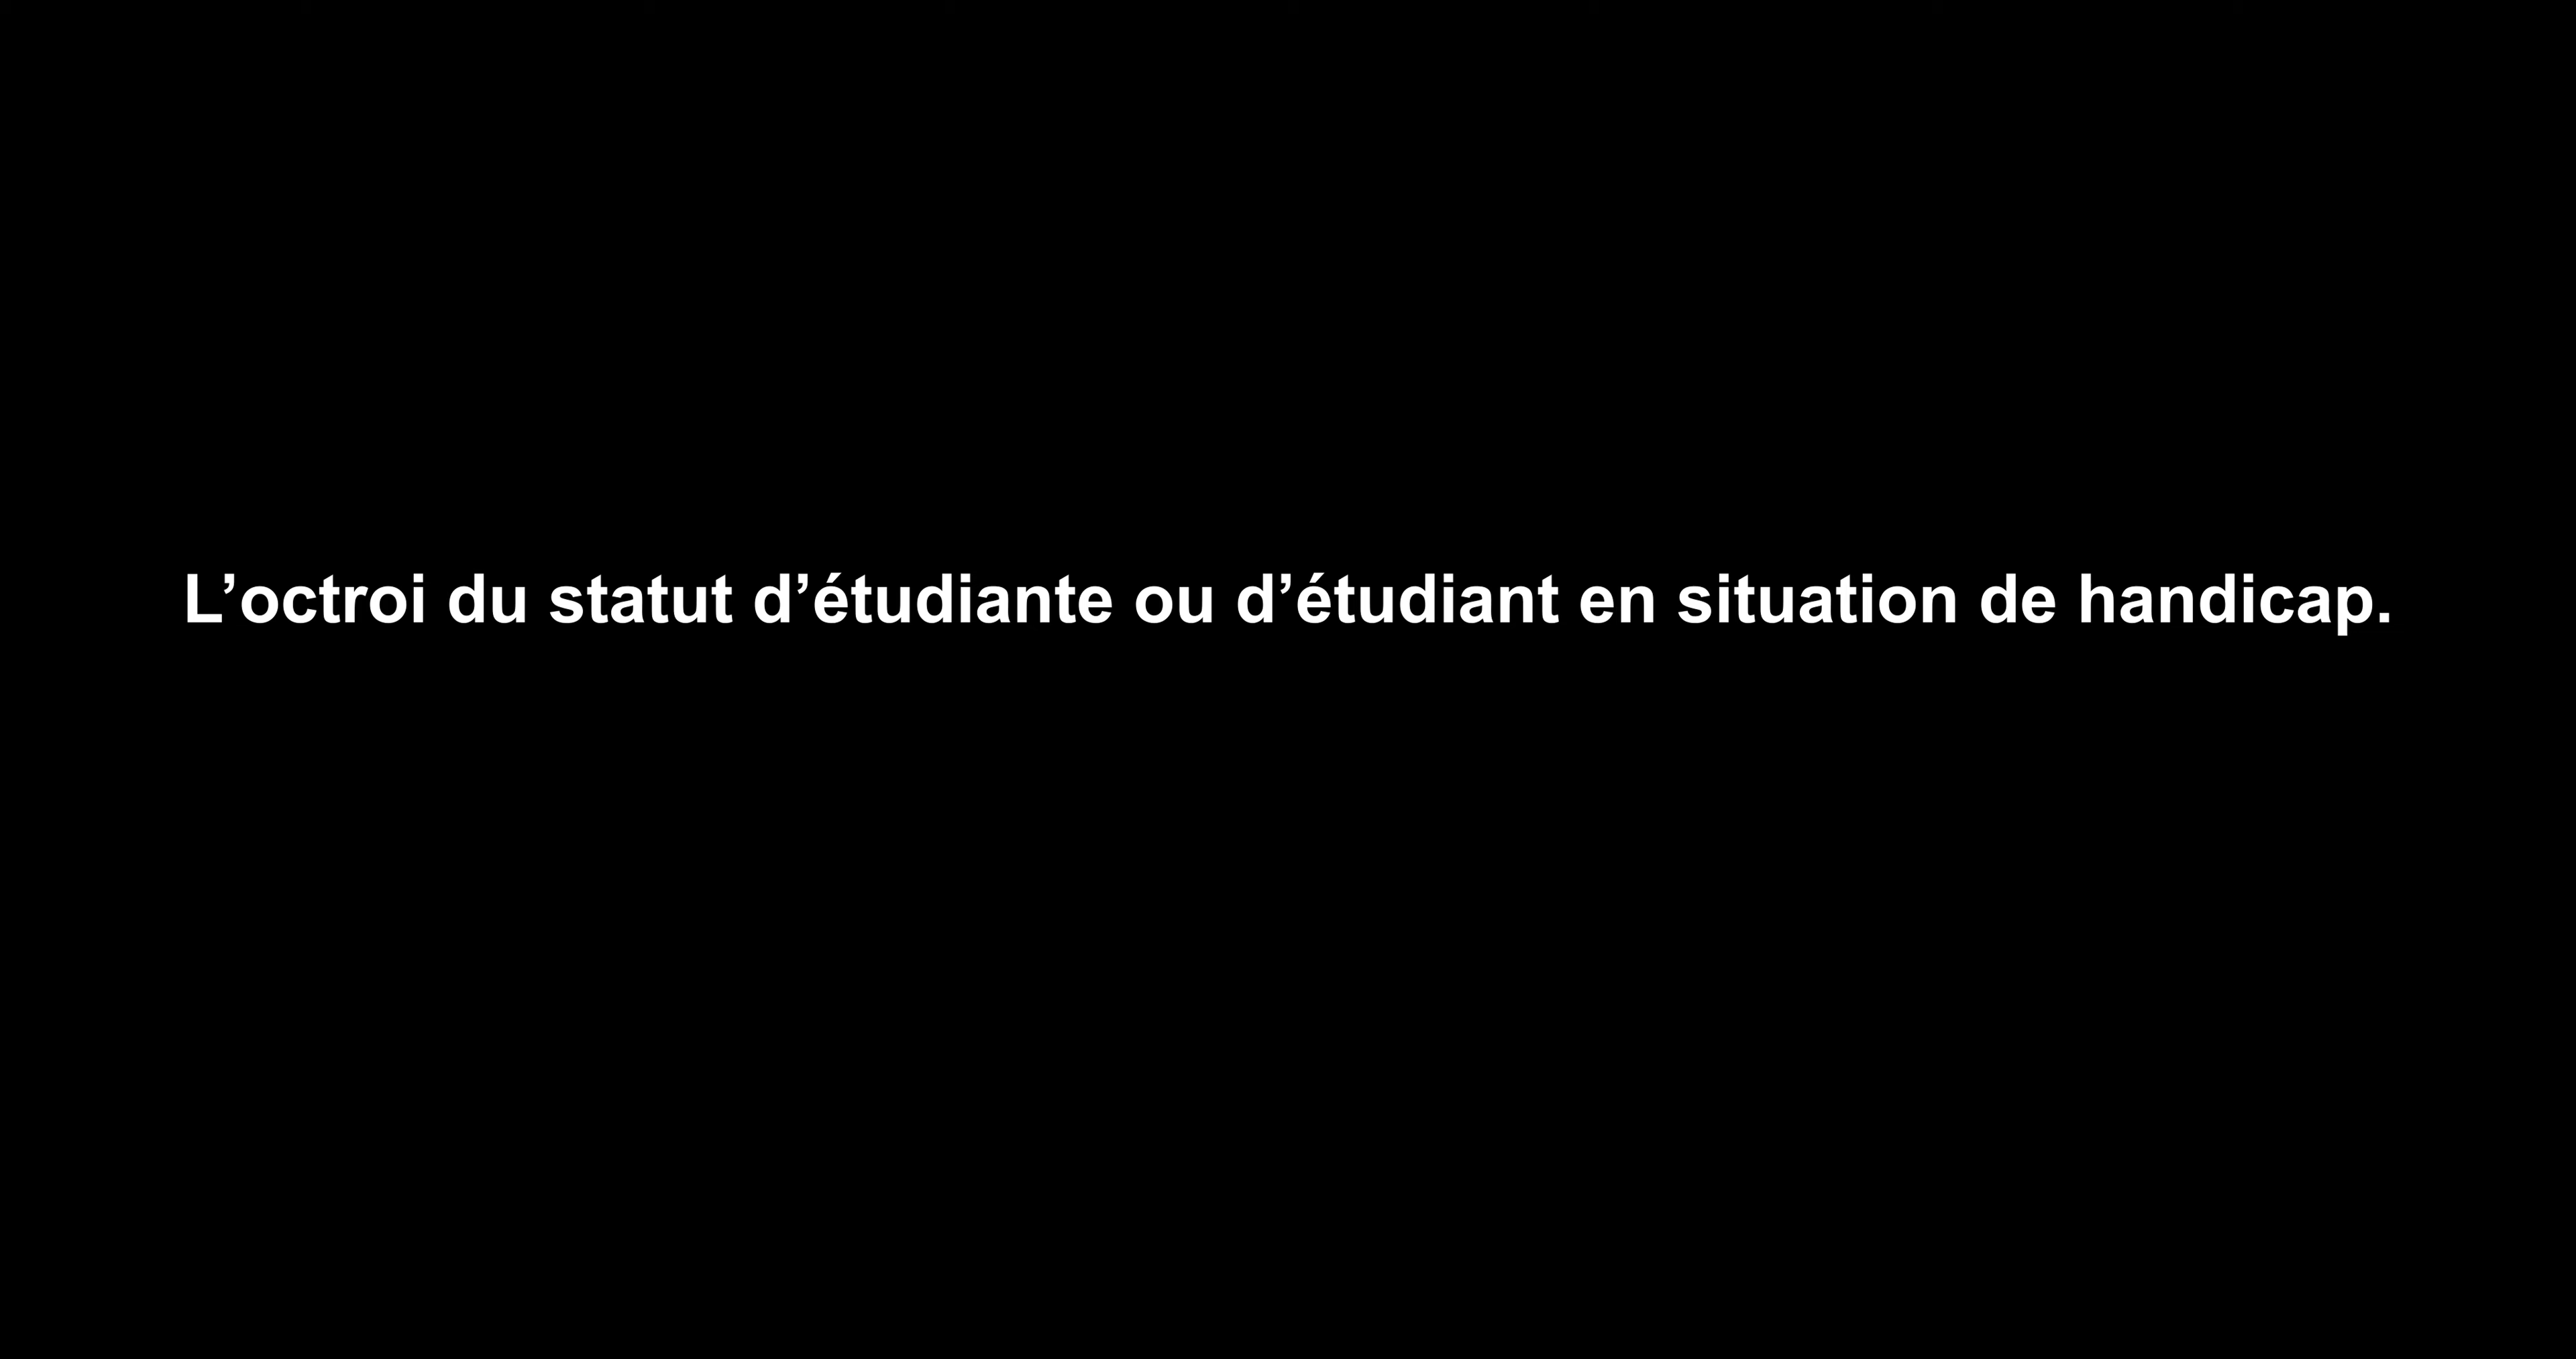 L’octroi du statut d’étudiante ou d’étudiant en situation de handicap.